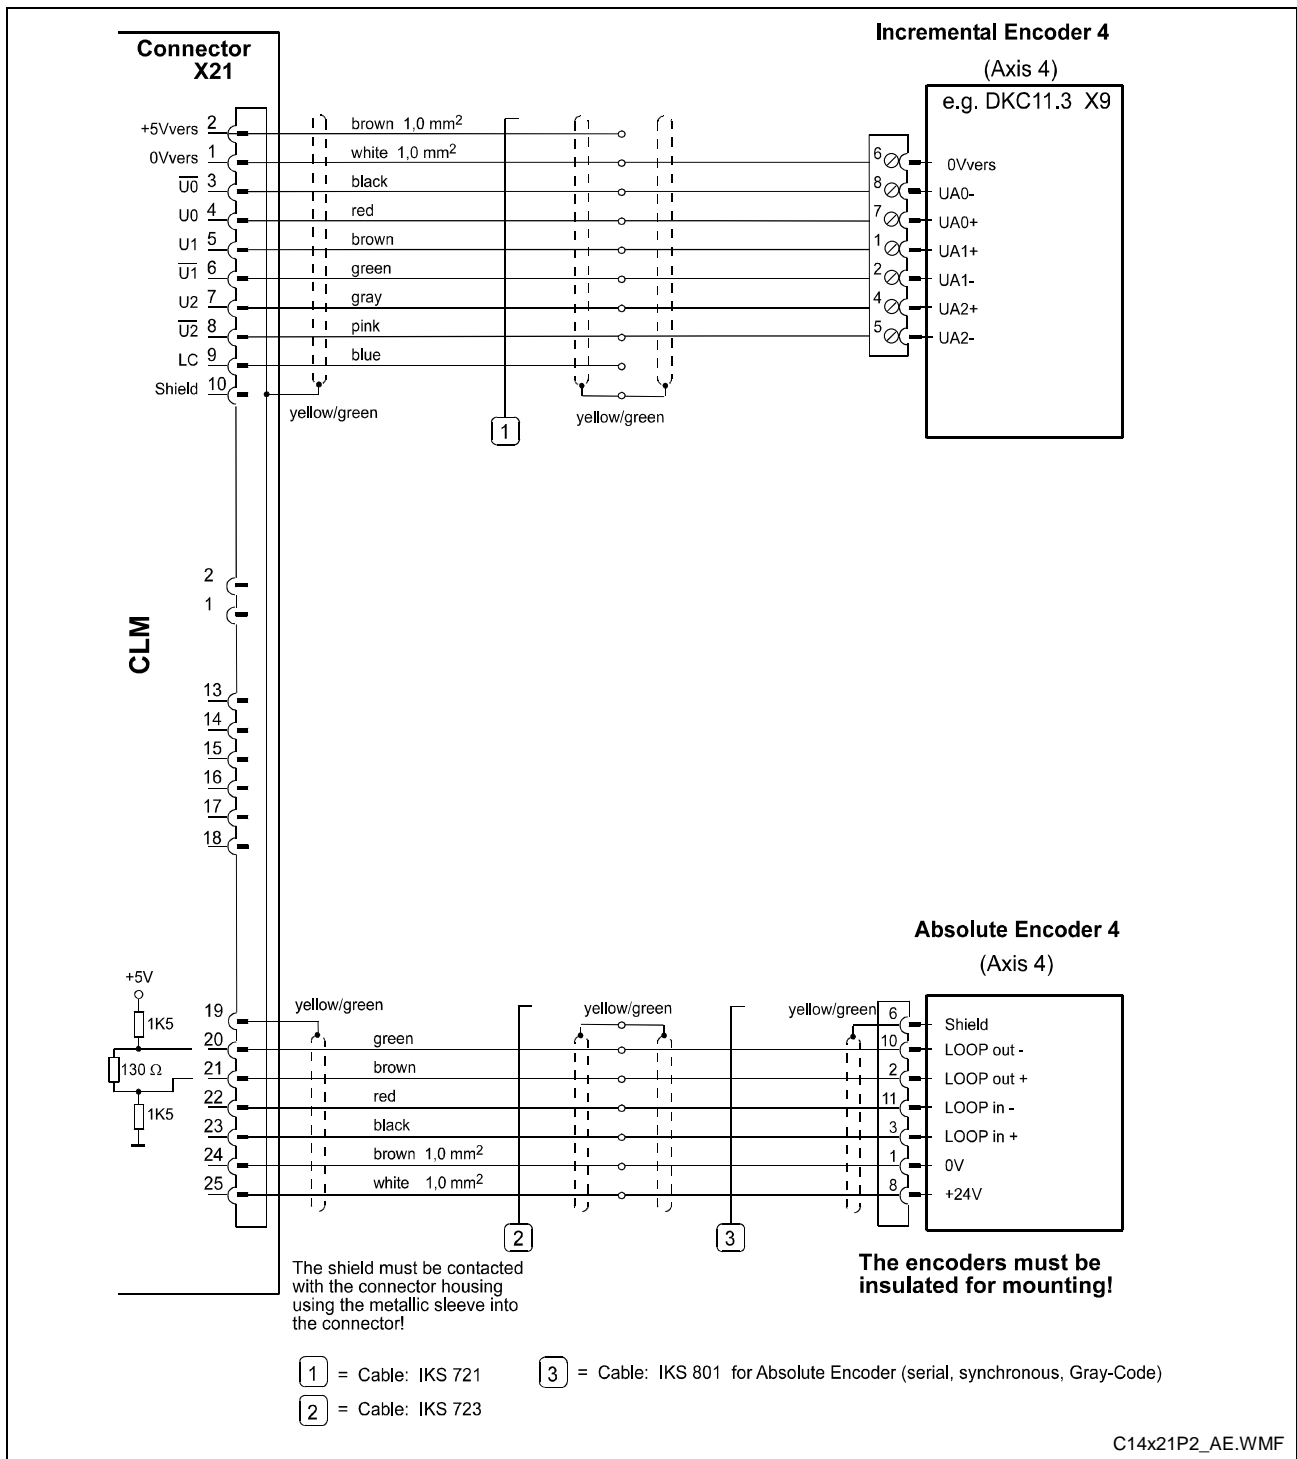 Connector
X21
Incremental Encoder 4
(Axis 4)
e.g. DKC11.3 X9
+5Vvers 2 brown 1,0 mm²
0Vvers 1 white 1,0 mm² 6 0Vvers
U̅0̅ 3 black 8 UA0-
U0 4 red 7 UA0+
U1 5 brown 1 UA1+
U̅1̅ 6 green 2 UA1-
U2 7 gray 4 UA2+
U̅2̅ 8 pink 5 UA2-
LC 9 blue
Shield 10
yellow/green
1
yellow/green
2
1
CLM
13
14
15
16
17
18
Absolute Encoder 4
(Axis 4)
+5V
1K5
130 Ω
1K5
19 yellow/green yellow/green yellow/green 6 Shield
20 green 10 LOOP out -
21 brown 2 LOOP out +
22 red 11 LOOP in -
23 black 3 LOOP in +
24 brown 1,0 mm² 1 0V
25 white 1,0 mm² 8 +24V
2
3
The shield must be contacted
with the connector housing
using the metallic sleeve into
the connector!
The encoders must be
insulated for mounting!
1 = Cable: IKS 721
3 = Cable: IKS 801 for Absolute Encoder (serial, synchronous, Gray-Code)
2 = Cable: IKS 723
C14x21P2_AE.WMF